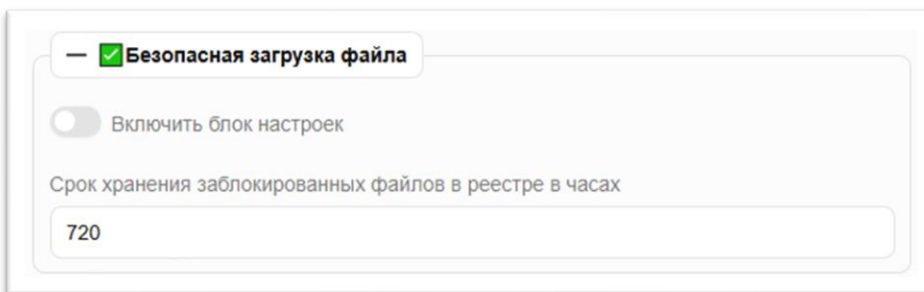 — ✅Безопасная загрузка файла
Включить блок настроек
Срок хранения заблокированных файлов в реестре в часах
720